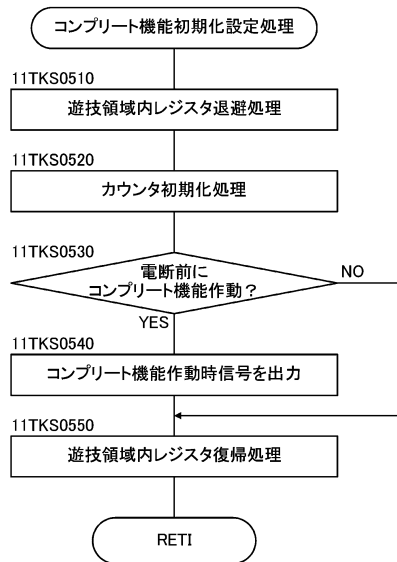 コンプリート機能初期化設定処理
11TKS0510
遊技領域内レジスタ退避処理
11TKS0520
カウンタ初期化処理
11TKS0530
電断前に
コンプリート機能作動？
NO
YES
11TKS0540
コンプリート機能作動時信号を出力
11TKS0550
遊技領域内レジスタ復帰処理
RETI